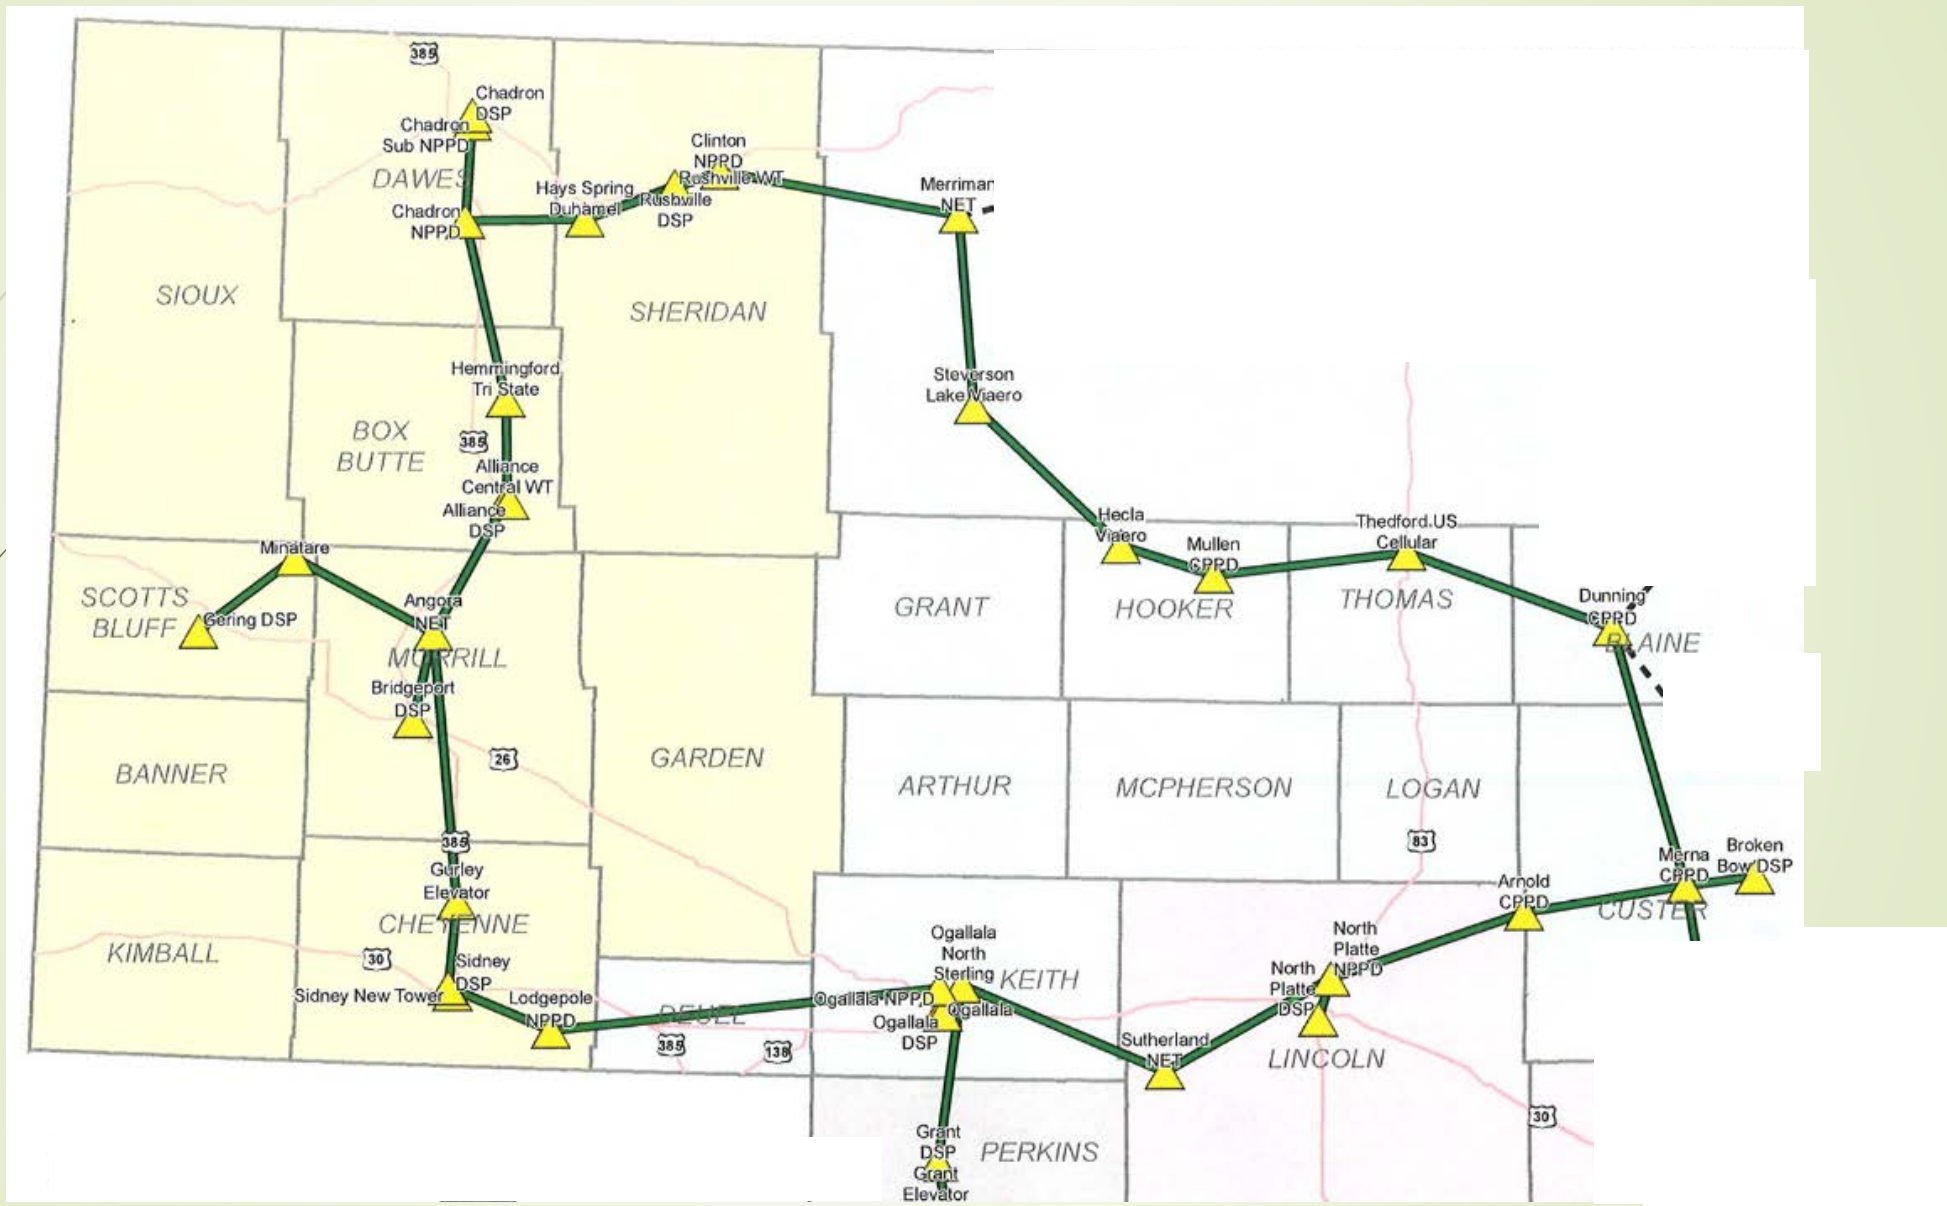 385
Chadron
DSP
Chadron
Sub NPPD
DAWES
Clinton
NPPD
Rushville WT
Hays Spring
Duhamel
Rushville
DSP
Merriman
NET
Chadron
NPPD
SIOUX
SHERIDAN
Hemmingford
Tri State
Steverson
Lake Viaero
385
BOX
BUTTE
Alliance
Central WT
Alliance
DSP
Hecla
Viaero
Mullen
CPPD
Thedford US
Cellular
Minatare
SCOTTS
BLUFF
Gering DSP
Angora
NET
MORRILL
GRANT
HOOKER
THOMAS
Dunning
CPPD
BLAINE
Bridgeport
DSP
26
BANNER
GARDEN
ARTHUR
MCPHERSON
LOGAN
83
385
Gurley
Elevator
CHEYENNE
Merna
CPPD
Broken
Bow DSP
Arnold
CPPD
CUSTER
KIMBALL
30
Sidney
DSP
Sidney New Tower
Lodgepole
NPPD
DEUEL
385
138
Ogallala
North
Sterling
KEITH
Ogallala NPPD
Ogallala
Ogallala
DSP
North
Platte
NPPD
North
Platte
DSP
Sutherland
NET
LINCOLN
30
Grant
DSP
Grant
Elevator
PERKINS